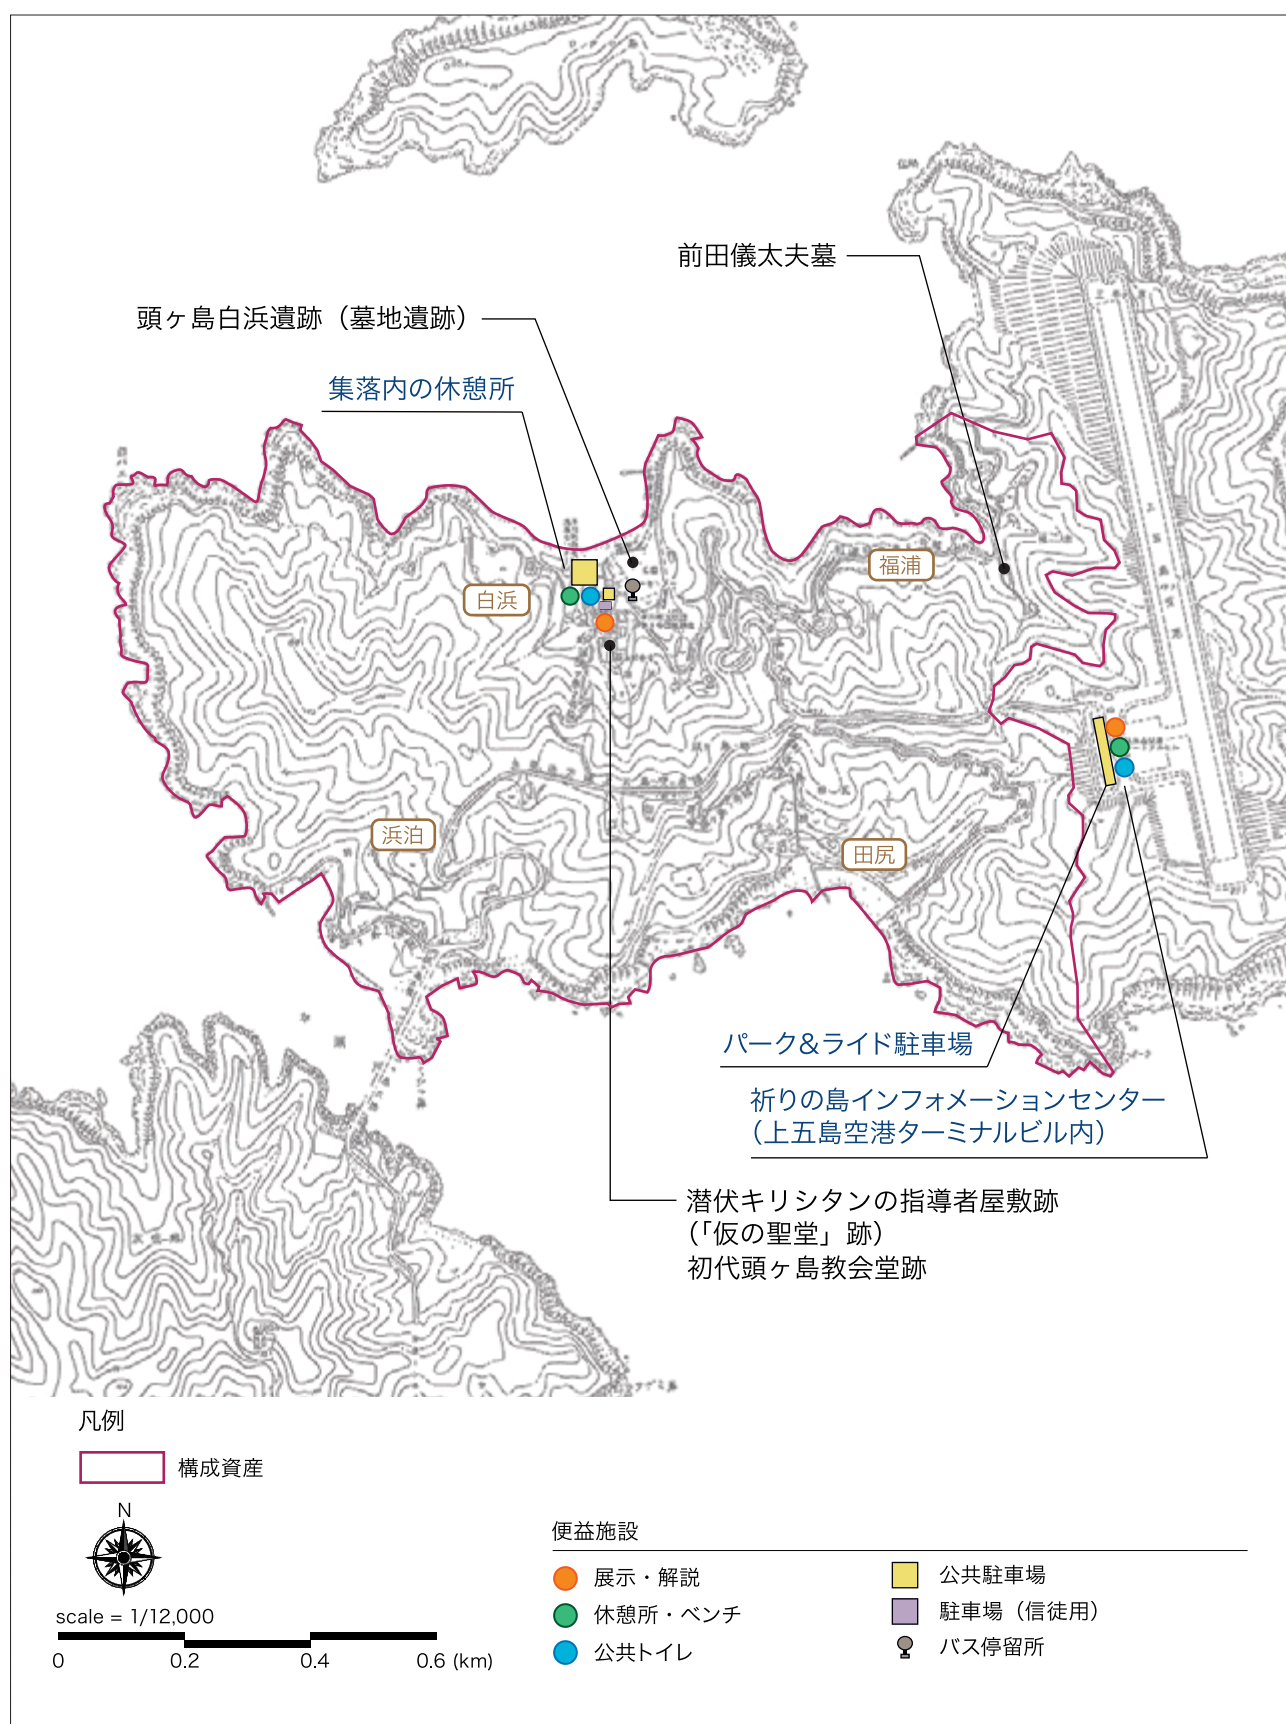 前田儀太夫墓
頭ヶ島白浜遺跡（墓地遺跡）
集落内の休憩所
福浦
白浜
浜泊
田尻
パーク&ライド駐車場
祈りの島インフォメーションセンター
（上五島空港ターミナルビル内）
潜伏キリシタンの指導者屋敷跡
（「仮の聖堂」跡）
初代頭ヶ島教会堂跡
凡例
構成資産
N
scale = 1/12,000
0 0.2 0.4 0.6 (km)
便益施設
展示・解説
休憩所・ベンチ
公共トイレ
公共駐車場
駐車場（信徒用）
バス停留所